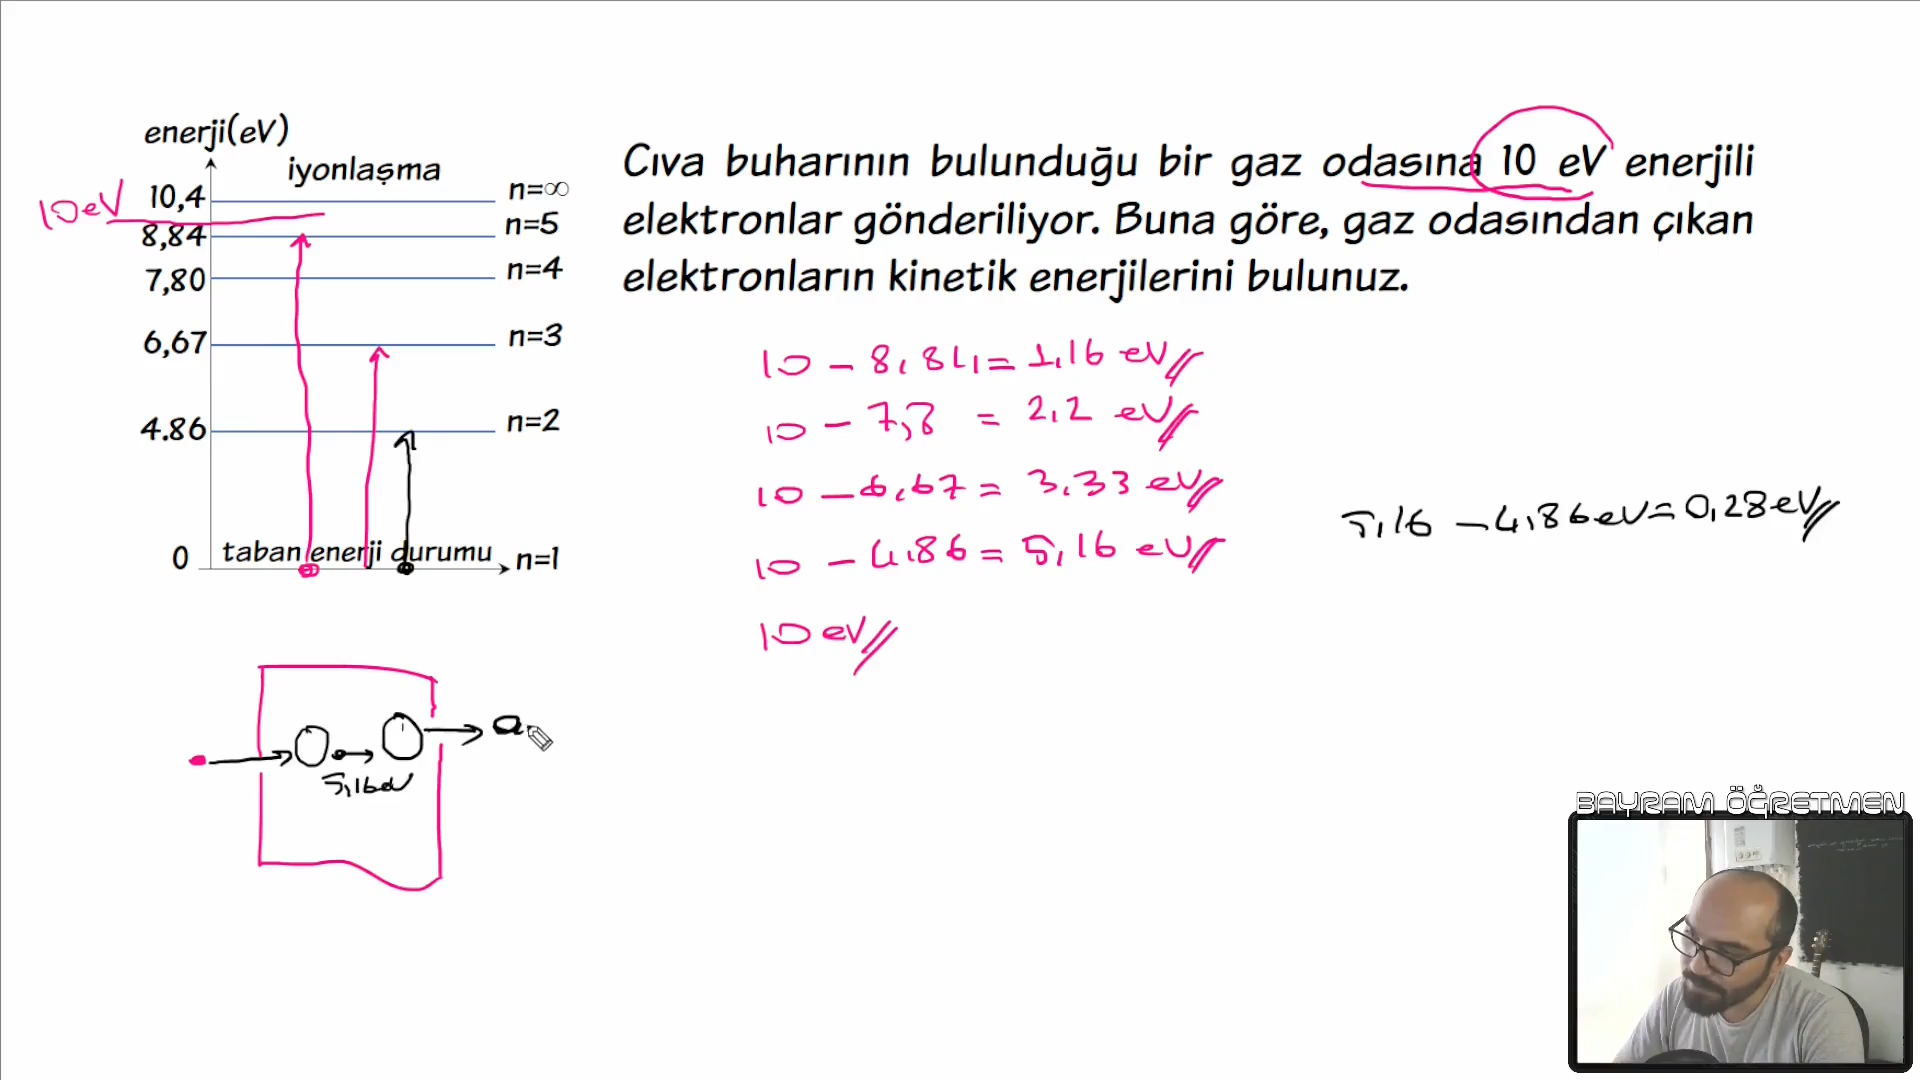 enerji(eV)
iyonlaşma
10,4
n=∞
10 eV
8,84
n=5
7,80
n=4
6,67
n=3
4.86
n=2
0
taban enerji durumu
n=1
Cıva buharının bulunduğu bir gaz odasına 10 eV enerjili
elektronlar gönderiliyor. Buna göre, gaz odasından çıkan
elektronların kinetik enerjilerini bulunuz.
10 - 8,84 = 1,16 eV
10 - 7,8 = 2,2 eV
10 - 6,67 = 3,33 eV
10 - 4,86 = 5,16 eV
10 eV
5,16 - 4,86 eV = 0,28 eV
5,16 eV
BAYRAM ÖĞRETMEN